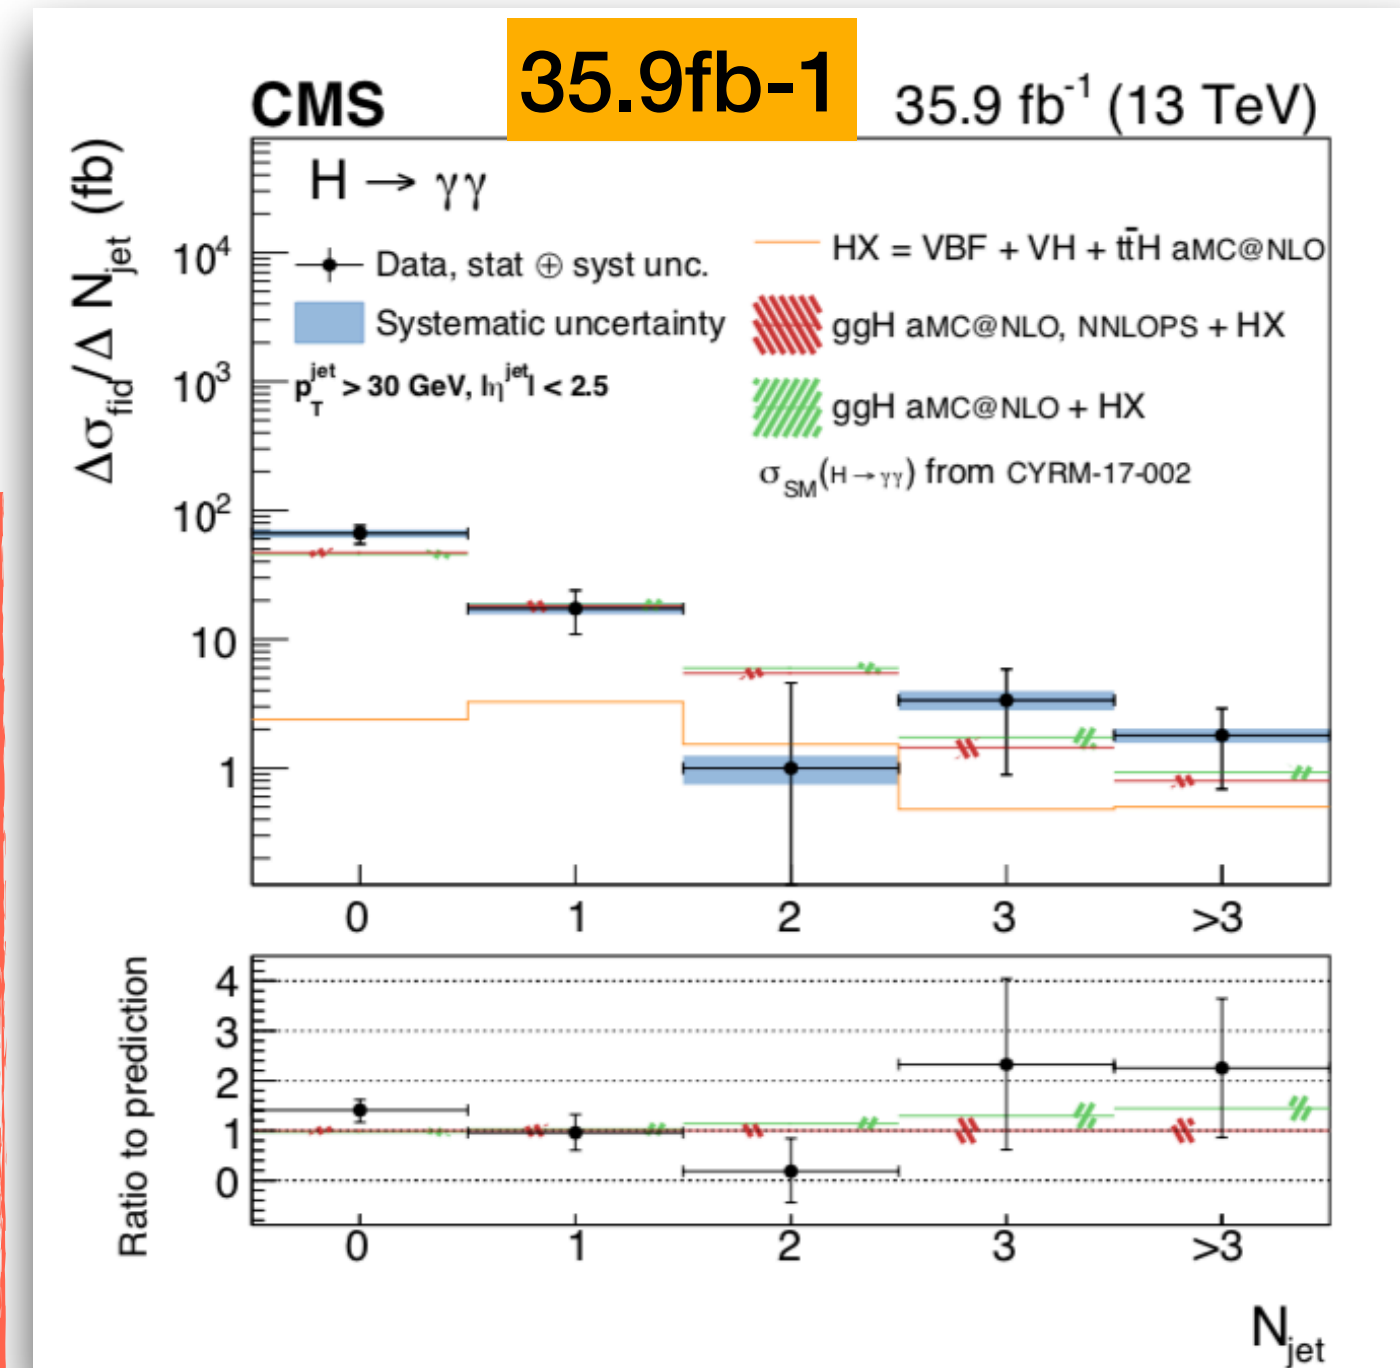 35.9fb-1
CMS
35.9 fb⁻¹ (13 TeV)
Δσ_fid/Δ N_jet (fb)
H → γγ
Data, stat ⊕ syst unc.
Systematic uncertainty
p_T^jet > 30 GeV, |η^jet| < 2.5
HX = VBF + VH + tt̄H aMC@NLO
ggH aMC@NLO, NNLOPS + HX
ggH aMC@NLO + HX
σ_SM(H → γγ) from CYRM-17-002
10⁴
10³
10²
10
1
0 1 2 3 >3
Ratio to prediction
4
3
2
1
0
0 1 2 3 >3
N_jet